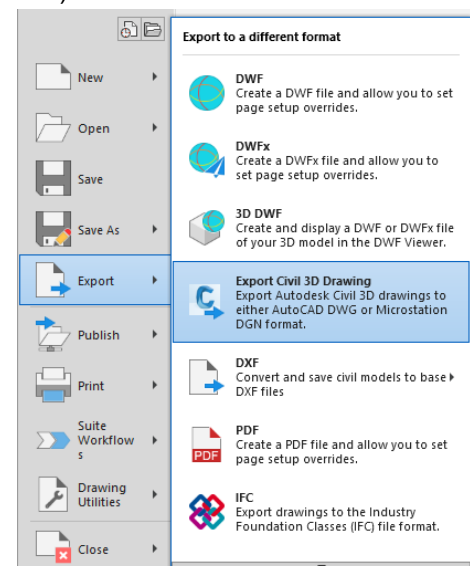 Export to a different format
New
Open
Save
Save As
Export
Publish
Print
Suite
Workflow
s
Drawing
Utilities
Close
DWF
Create a DWF file and allow you to set
page setup overrides.
DWFx
Create a DWFx file and allow you to
set page setup overrides.
3D DWF
Create and display a DWF or DWFx file
of your 3D model in the DWF Viewer.
Export Civil 3D Drawing
Export Autodesk Civil 3D drawings to
either AutoCAD DWG or Microstation
DGN format.
DXF
Convert and save civil models to base
DXF files
PDF
PDF
Create a PDF file and allow you to set
page setup overrides.
IFC
Export drawings to the Industry
Foundation Classes (IFC) file format.